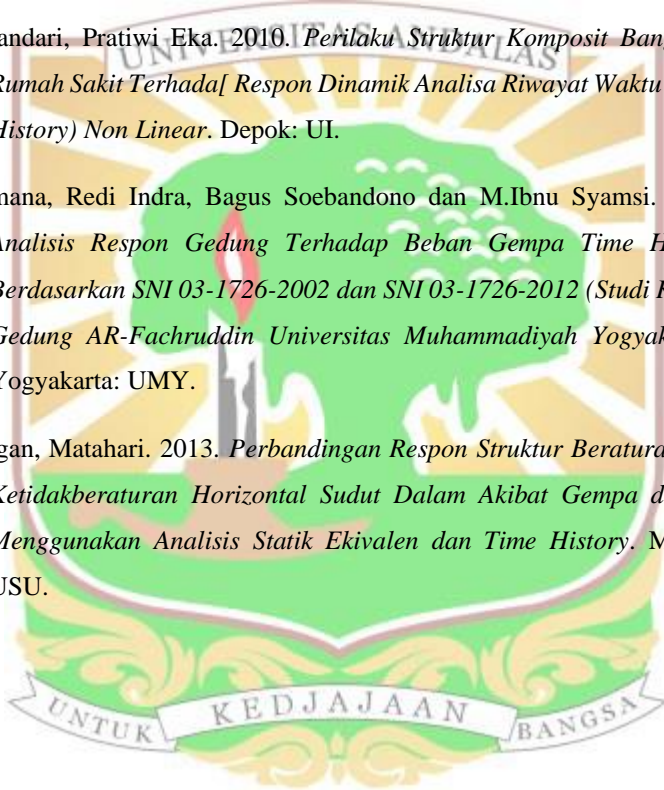 UNIVERSITAS ANDALAS
andari, Pratiwi Eka. 2010. Perilaku Struktur Komposit Bang
Rumah Sakit Terhada[ Respon Dinamik Analisa Riwayat Waktu
History) Non Linear. Depok: UI.
mana, Redi Indra, Bagus Soebandono dan M.Ibnu Syamsi.
Analisis Respon Gedung Terhadap Beban Gempa Time H
Berdasarkan SNI 03-1726-2002 dan SNI 03-1726-2012 (Studi K
Gedung AR-Fachruddin Universitas Muhammadiyah Yogyak
Yogyakarta: UMY.
gan, Matahari. 2013. Perbandingan Respon Struktur Beratura
Ketidakberaturan Horizontal Sudut Dalam Akibat Gempa d
Menggunakan Analisis Statik Ekivalen dan Time History. M
USU.
UNTUK KEDJAJAAN BANGSA